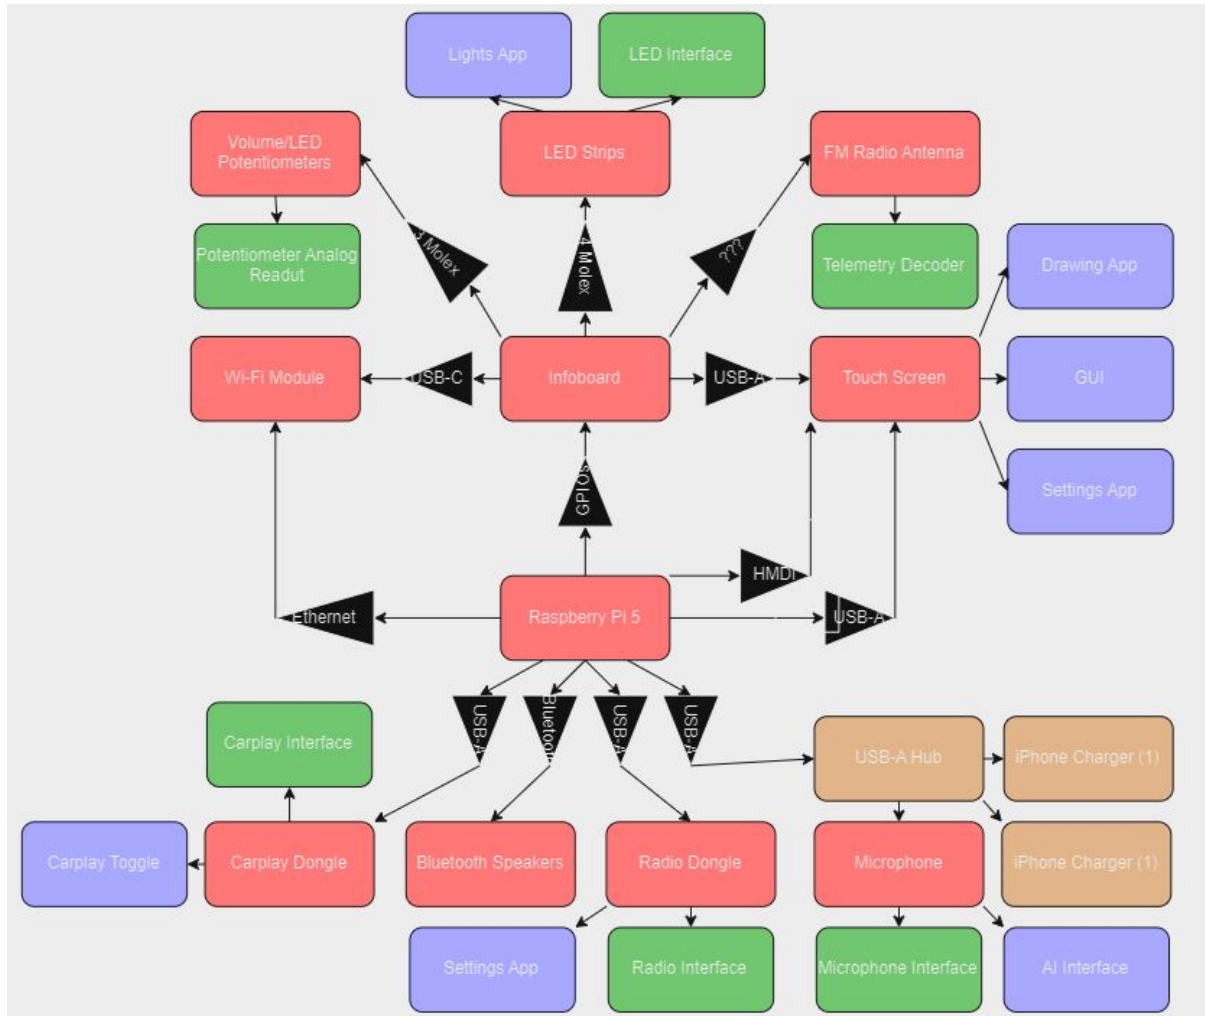 Lights App
LED Interface
Volume/LED
Potentiometers
LED Strips
FM Radio Antenna
3 Molex
4 Molex
???
Potentiometer Analog
Readut
Telemetry Decoder
Drawing App
Wi-Fi Module
USB-C
Infoboard
USB-A
Touch Screen
GUI
GPIOs
Settings App
HMDI
Ethernet
Raspberry Pi 5
USB-A
USB-A
Bluetooth
USB-A
USB-A
Carplay Interface
USB-A Hub
iPhone Charger (1)
Carplay Toggle
Carplay Dongle
Bluetooth Speakers
Radio Dongle
Microphone
iPhone Charger (1)
Settings App
Radio Interface
Microphone Interface
AI Interface